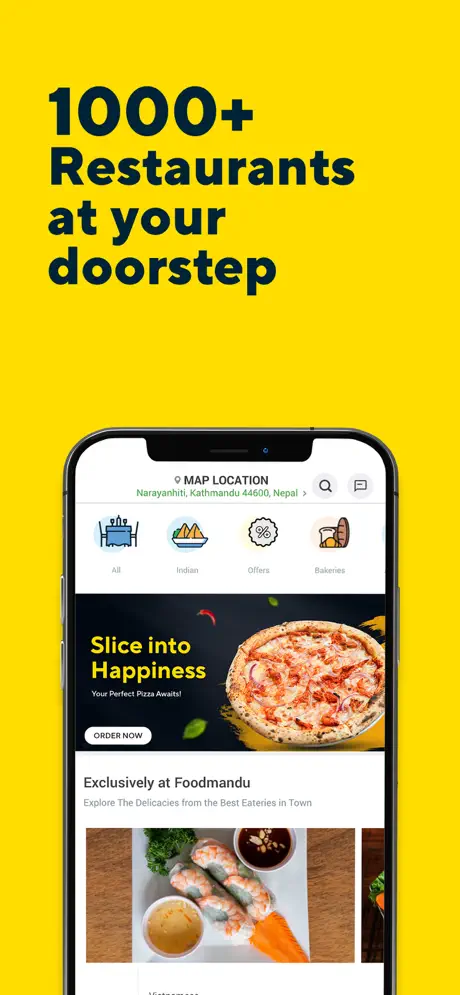 1000+
Restaurants
at your
doorstep
MAP LOCATION
Narayanhiti, Kathmandu 44600, Nepal >
All
Indian
Offers
Bakeries
Slice into
Happiness
Your Perfect Pizza Awaits!
ORDER NOW
Exclusively at Foodmandu
Explore The Delicacies from the Best Eateries in Town